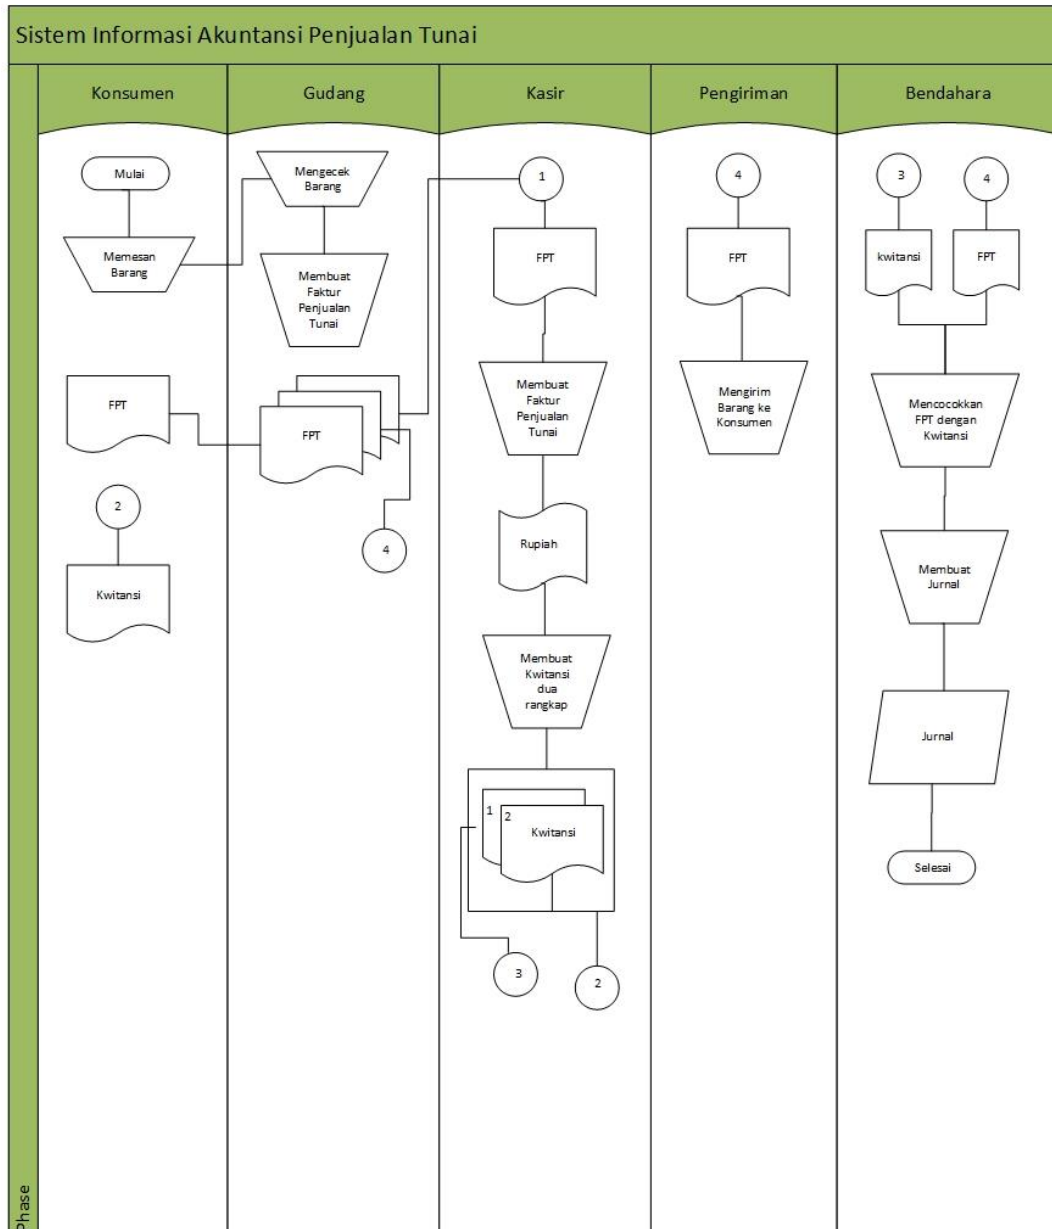 Sistem Informasi Akuntansi Penjualan Tunai
Konsumen
Gudang
Kasir
Pengiriman
Bendahara
Mulai
Memesan
Barang
FPT
2
Kwitansi
Mengecek
Barang
Membuat
Faktur
Penjualan
Tunai
FPT
4
1
FPT
Membuat
Faktur
Penjualan
Tunai
Rupiah
Membuat
Kwitansi
dua
rangkap
1
2
Kwitansi
3
2
4
FPT
Mengirim
Barang ke
Konsumen
3
4
kwitansi
FPT
Mencocokkan
FPT dengan
Kwitansi
Membuat
Jurnal
Jurnal
Selesai
Phase